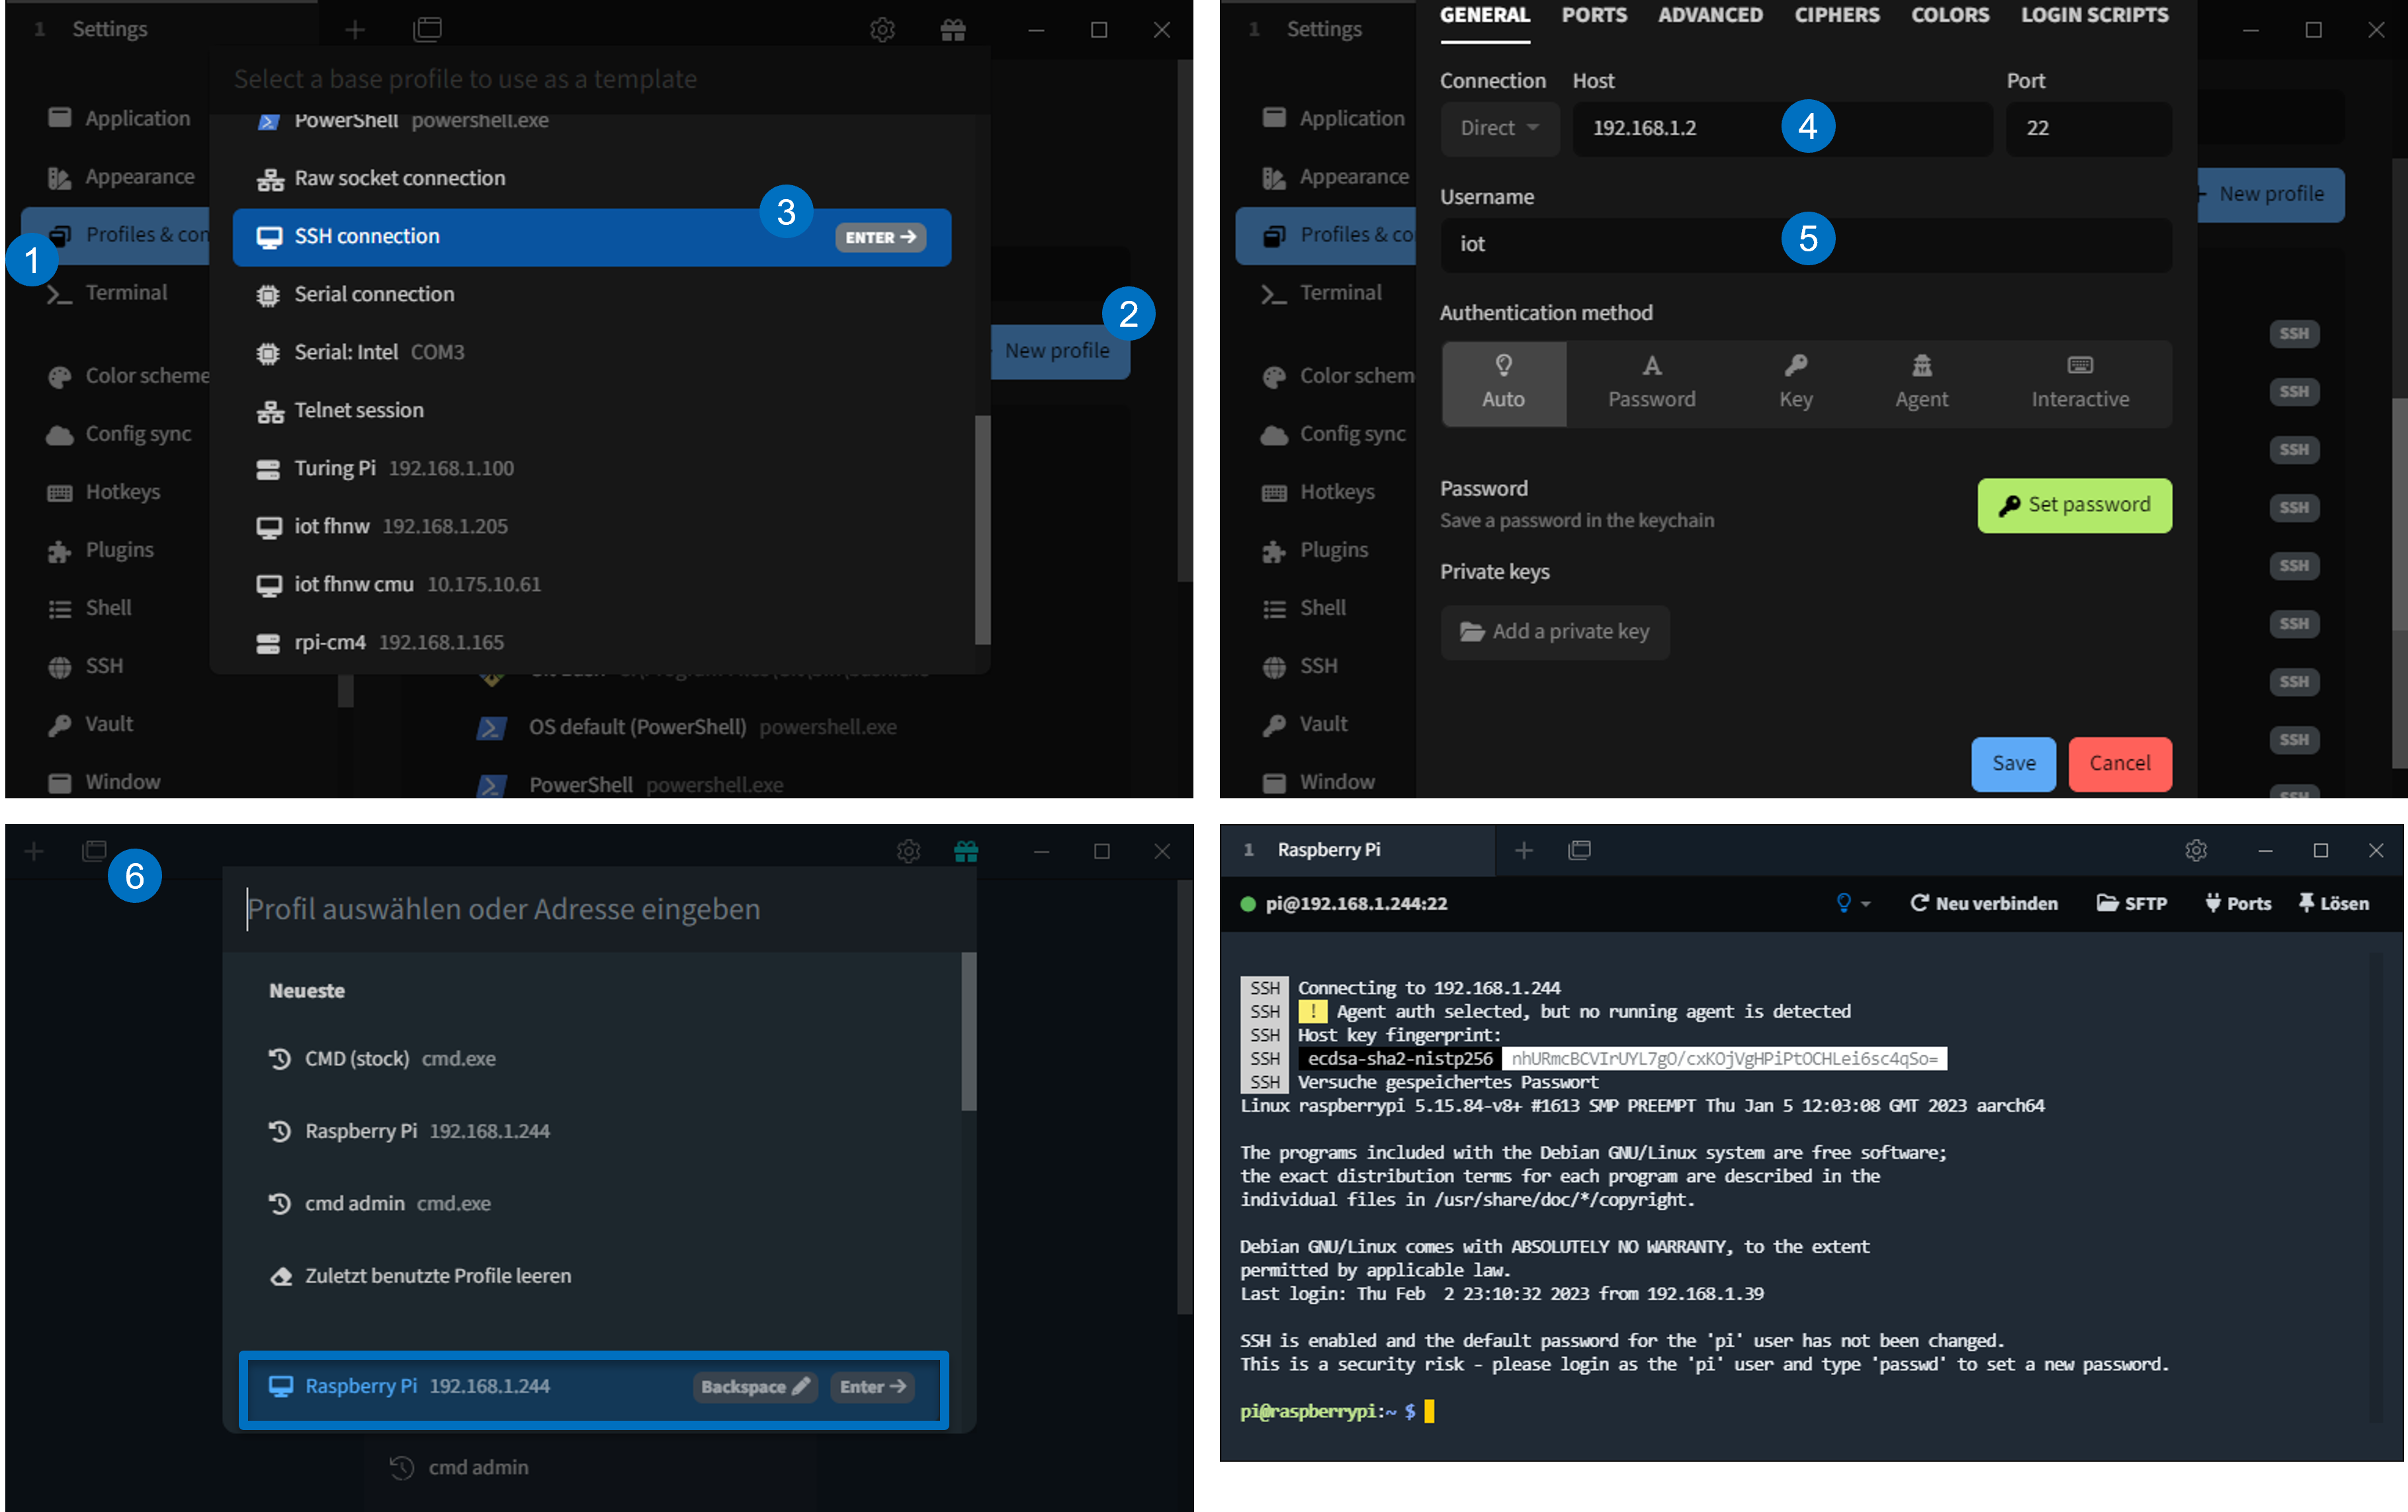 1 Settings
Select a base profile to use as a template
Application
PowerShell powershell.exe
Appearance
Raw socket connection
3
Profiles & con
SSH connection ENTER →
1
Terminal
Serial connection
2
Serial: Intel COM3
New profile
Color scheme
Telnet session
Config sync
Turing Pi 192.168.1.100
Hotkeys
iot fhnw 192.168.1.205
Plugins
iot fhnw cmu 10.175.10.61
Shell
rpi-cm4 192.168.1.165
SSH
Vault
OS default (PowerShell) powershell.exe
Window
PowerShell powershell.exe
1 Settings
GENERAL PORTS ADVANCED CIPHERS COLORS LOGIN SCRIPTS
Connection Host Port
Application
Direct 192.168.1.2 4 22
Appearance
Username
+ New profile
Profiles & co
iot 5
Terminal
Authentication method
SSH
Auto Password Key Agent Interactive
SSH
Color schem
Config sync
SSH
Password
Save a password in the keychain
Set password
Hotkeys
SSH
Plugins
Private keys
SSH
Shell
Add a private key
SSH
SSH
SSH
Vault
SSH
Save Cancel
Window
SSH
6
Profil auswählen oder Adresse eingeben
Neueste
CMD (stock) cmd.exe
Raspberry Pi 192.168.1.244
cmd admin cmd.exe
Zuletzt benutzte Profile leeren
Raspberry Pi 192.168.1.244 Backspace Enter →
cmd admin
1 Raspberry Pi
pi@192.168.1.244:22 Neu verbinden SFTP Ports Lösen
SSH Connecting to 192.168.1.244
SSH ! Agent auth selected, but no running agent is detected
SSH Host key fingerprint:
SSH ecdsa-sha2-nistp256 nhURmcBCVIrUYL7gO/cxKOjVgHPiPtOCHLei6sc4qSo=
SSH Versuche gespeichertes Passwort
Linux raspberrypi 5.15.84-v8+ #1613 SMP PREEMPT Thu Jan 5 12:03:08 GMT 2023 aarch64
The programs included with the Debian GNU/Linux system are free software;
the exact distribution terms for each program are described in the
individual files in /usr/share/doc/*/copyright.
Debian GNU/Linux comes with ABSOLUTELY NO WARRANTY, to the extent
permitted by applicable law.
Last login: Thu Feb 2 23:10:32 2023 from 192.168.1.39
SSH is enabled and the default password for the 'pi' user has not been changed.
This is a security risk - please login as the 'pi' user and type 'passwd' to set a new password.
pi@raspberrypi:~ $